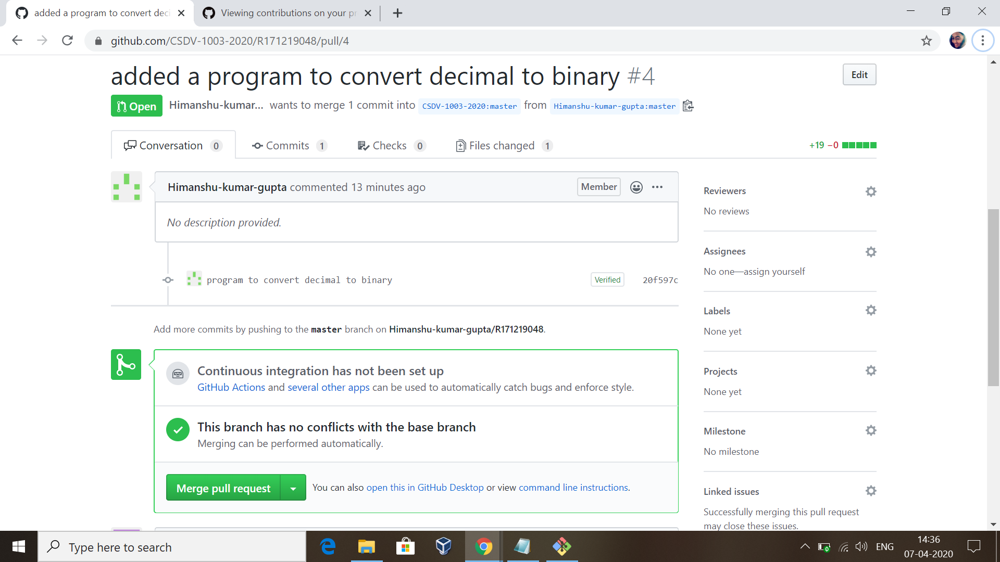 added a program to convert deci
Viewing contributions on your pr
github.com/CSDV-1003-2020/R171219048/pull/4
added a program to convert decimal to binary #4
Edit
Open
Himanshu-kumar... wants to merge 1 commit into CSDV-1003-2020:master from Himanshu-kumar-gupta:master
Conversation 0
Commits 1
Checks 0
Files changed 1
+19 −0
Himanshu-kumar-gupta commented 13 minutes ago
Member
No description provided.
program to convert decimal to binary
Verified
20f597c
Add more commits by pushing to the master branch on Himanshu-kumar-gupta/R171219048.
Continuous integration has not been set up
GitHub Actions and several other apps can be used to automatically catch bugs and enforce style.
This branch has no conflicts with the base branch
Merging can be performed automatically.
Merge pull request
You can also open this in GitHub Desktop or view command line instructions.
Reviewers
No reviews
Assignees
No one—assign yourself
Labels
None yet
Projects
None yet
Milestone
No milestone
Linked issues
Successfully merging this pull request
may close these issues.
Type here to search
ENG
14:36
07-04-2020